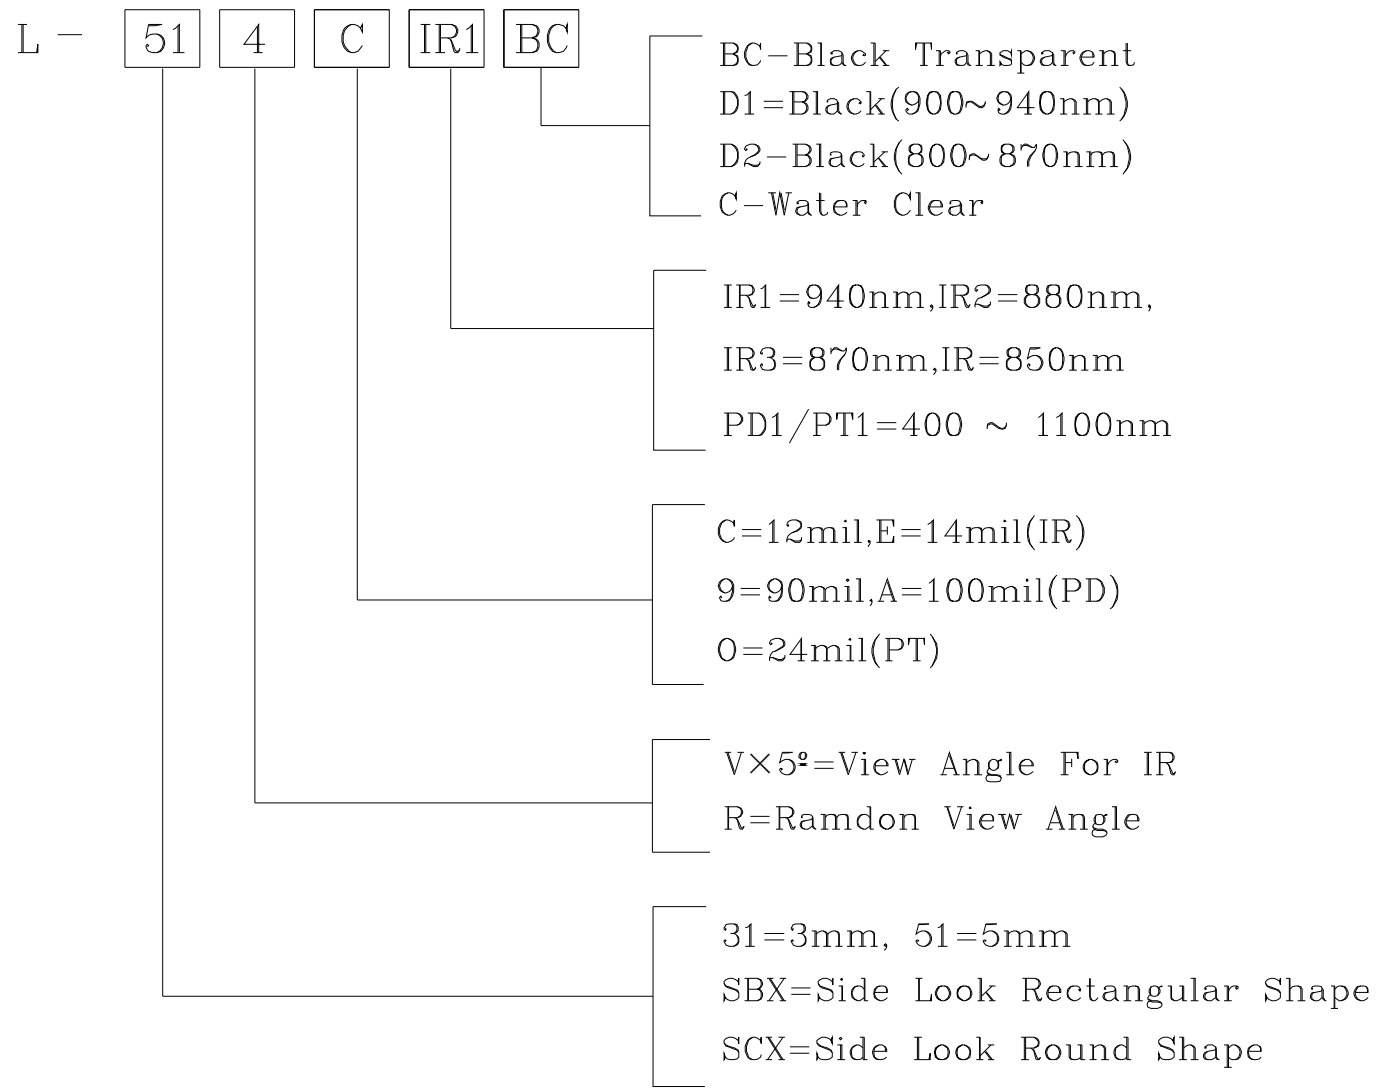 L- 51 4 C IR1 BC
BC-Black Transparent
D1=Black(900~940nm)
D2-Black(800~870nm)
C-Water Clear
IR1=940nm,IR2=880nm,
IR3=870nm,IR=850nm
PD1/PT1=400 ~ 1100nm
C=12mil,E=14mil(IR)
9=90mil,A=100mil(PD)
O=24mil(PT)
V×5º=View Angle For IR
R=Ramdon View Angle
31=3mm, 51=5mm
SBX=Side Look Rectangular Shape
SCX=Side Look Round Shape